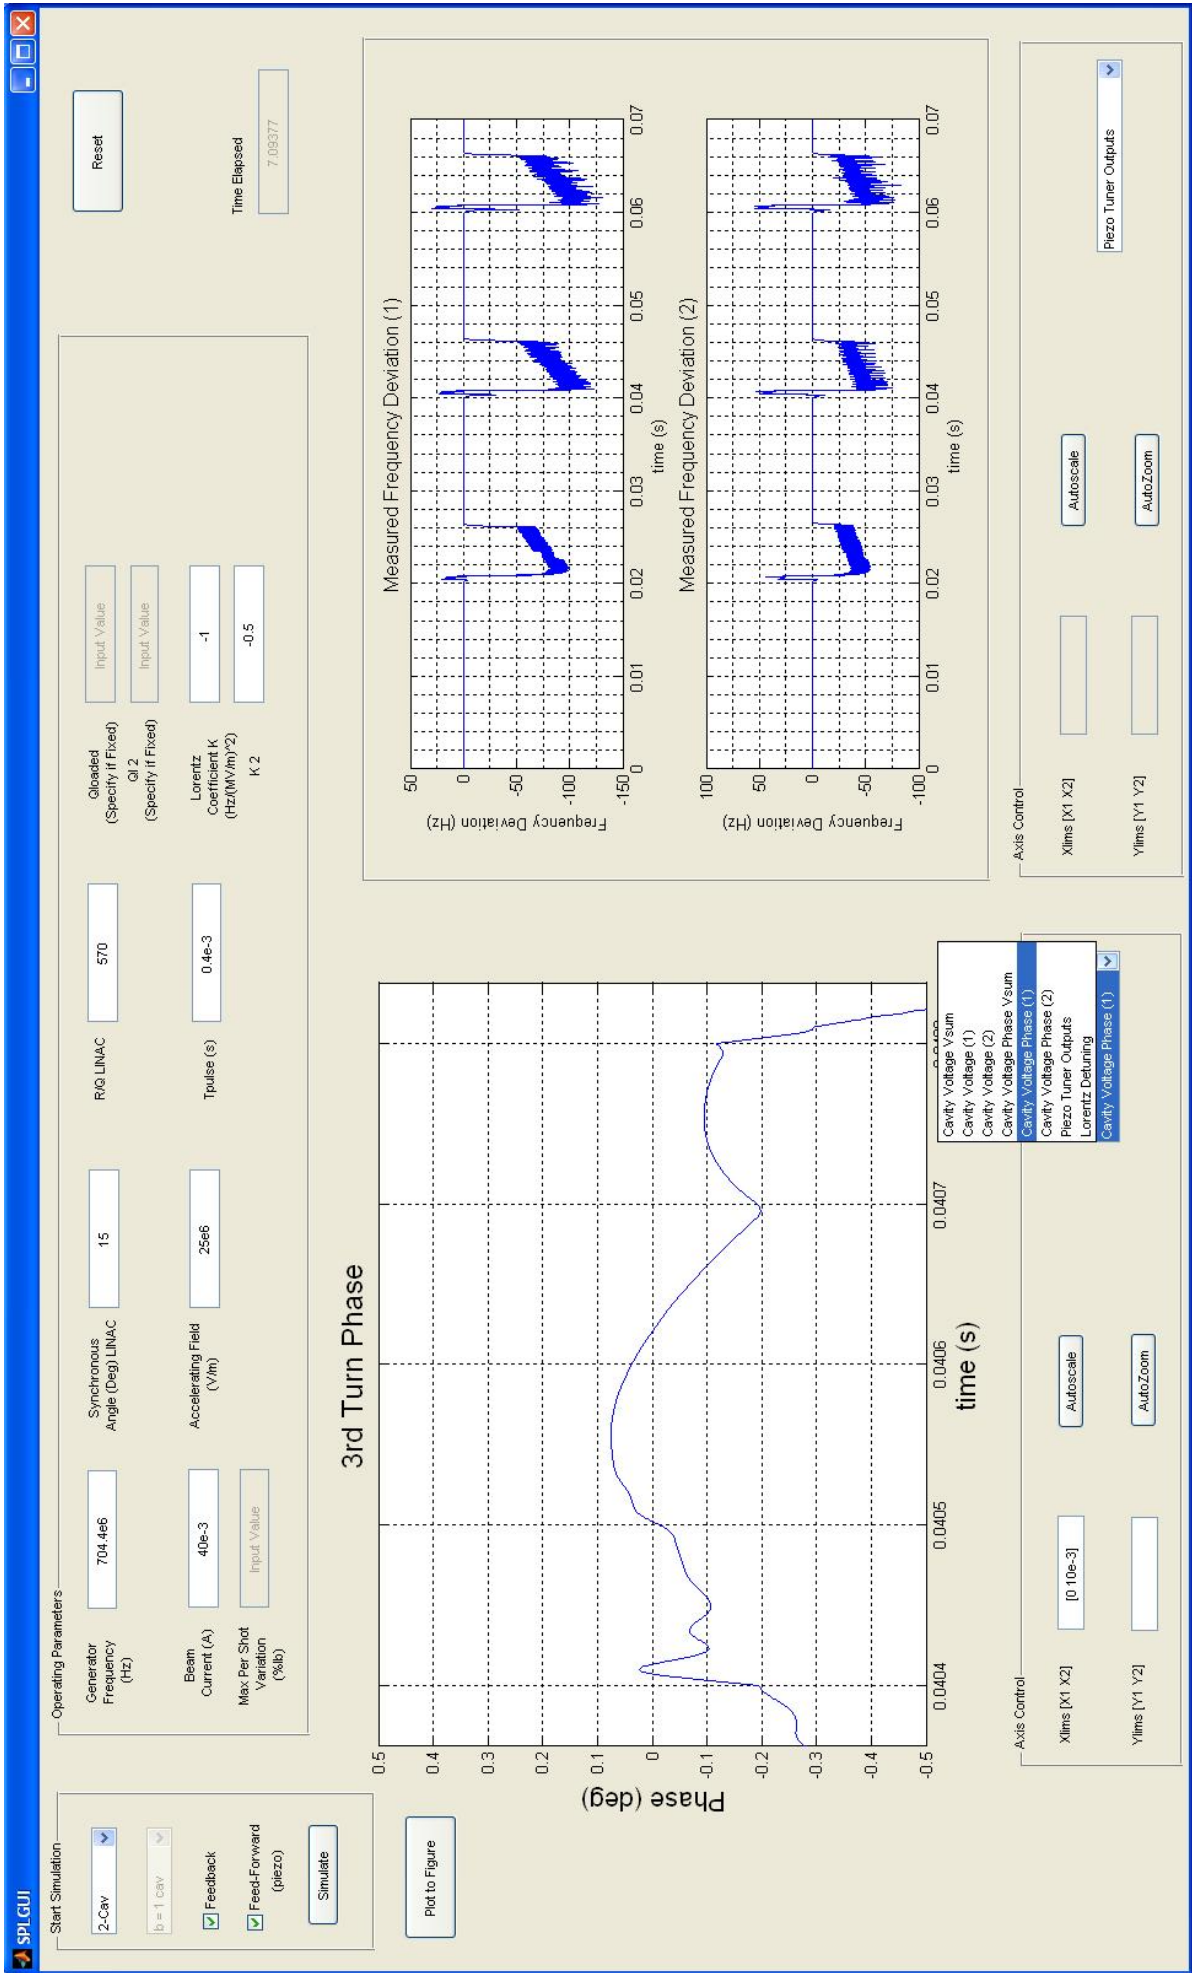 SPLGUI
Start Simulation
2-Cav
b = 1 cav
Feedback
Feed-Forward
(piezo)
Simulate
Plot to Figure
Operating Parameters
Generator
Frequency
(Hz)
704.4e6
Synchronous
Angle (Deg) LINAC
15
R/Q LINAC
570
Qloaded
(Specify if Fixed)
Input Value
Ql 2
(Specify if Fixed)
Input Value
Beam
Current (A)
40e-3
Accelerating Field
(V/m)
25e6
Tpulse (s)
0.4e-3
Lorentz
Coefficient K
(Hz/(MV/m)^2)
-1
K 2
-0.5
Max Per Shot
Variation
(%Ib)
Input Value
Reset
Time Elapsed
7.09377
3rd Turn Phase
Phase (deg)
0.5
0.4
0.3
0.2
0.1
0
-0.1
-0.2
-0.3
-0.4
-0.5
0.0404
0.0405
0.0406
0.0407
time (s)
Measured Frequency Deviation (1)
Frequency Deviation (Hz)
50
0
-50
-100
-150
0
0.01
0.02
0.03
0.04
0.05
0.06
0.07
time (s)
Measured Frequency Deviation (2)
Frequency Deviation (Hz)
100
50
0
-50
-100
0
0.01
0.02
0.03
0.04
0.05
0.06
0.07
time (s)
Axis Control
Xlims [X1 X2]
[0 10e-3]
Autoscale
Ylims [Y1 Y2]
AutoZoom
Cavity Voltage Vsum
Cavity Voltage (1)
Cavity Voltage (2)
Cavity Voltage Phase Vsum
Cavity Voltage Phase (1)
Cavity Voltage Phase (2)
Piezo Tuner Outputs
Lorentz Detuning
Cavity Voltage Phase (1)
Axis Control
Xlims [X1 X2]
Autoscale
Ylims [Y1 Y2]
AutoZoom
Piezo Tuner Outputs